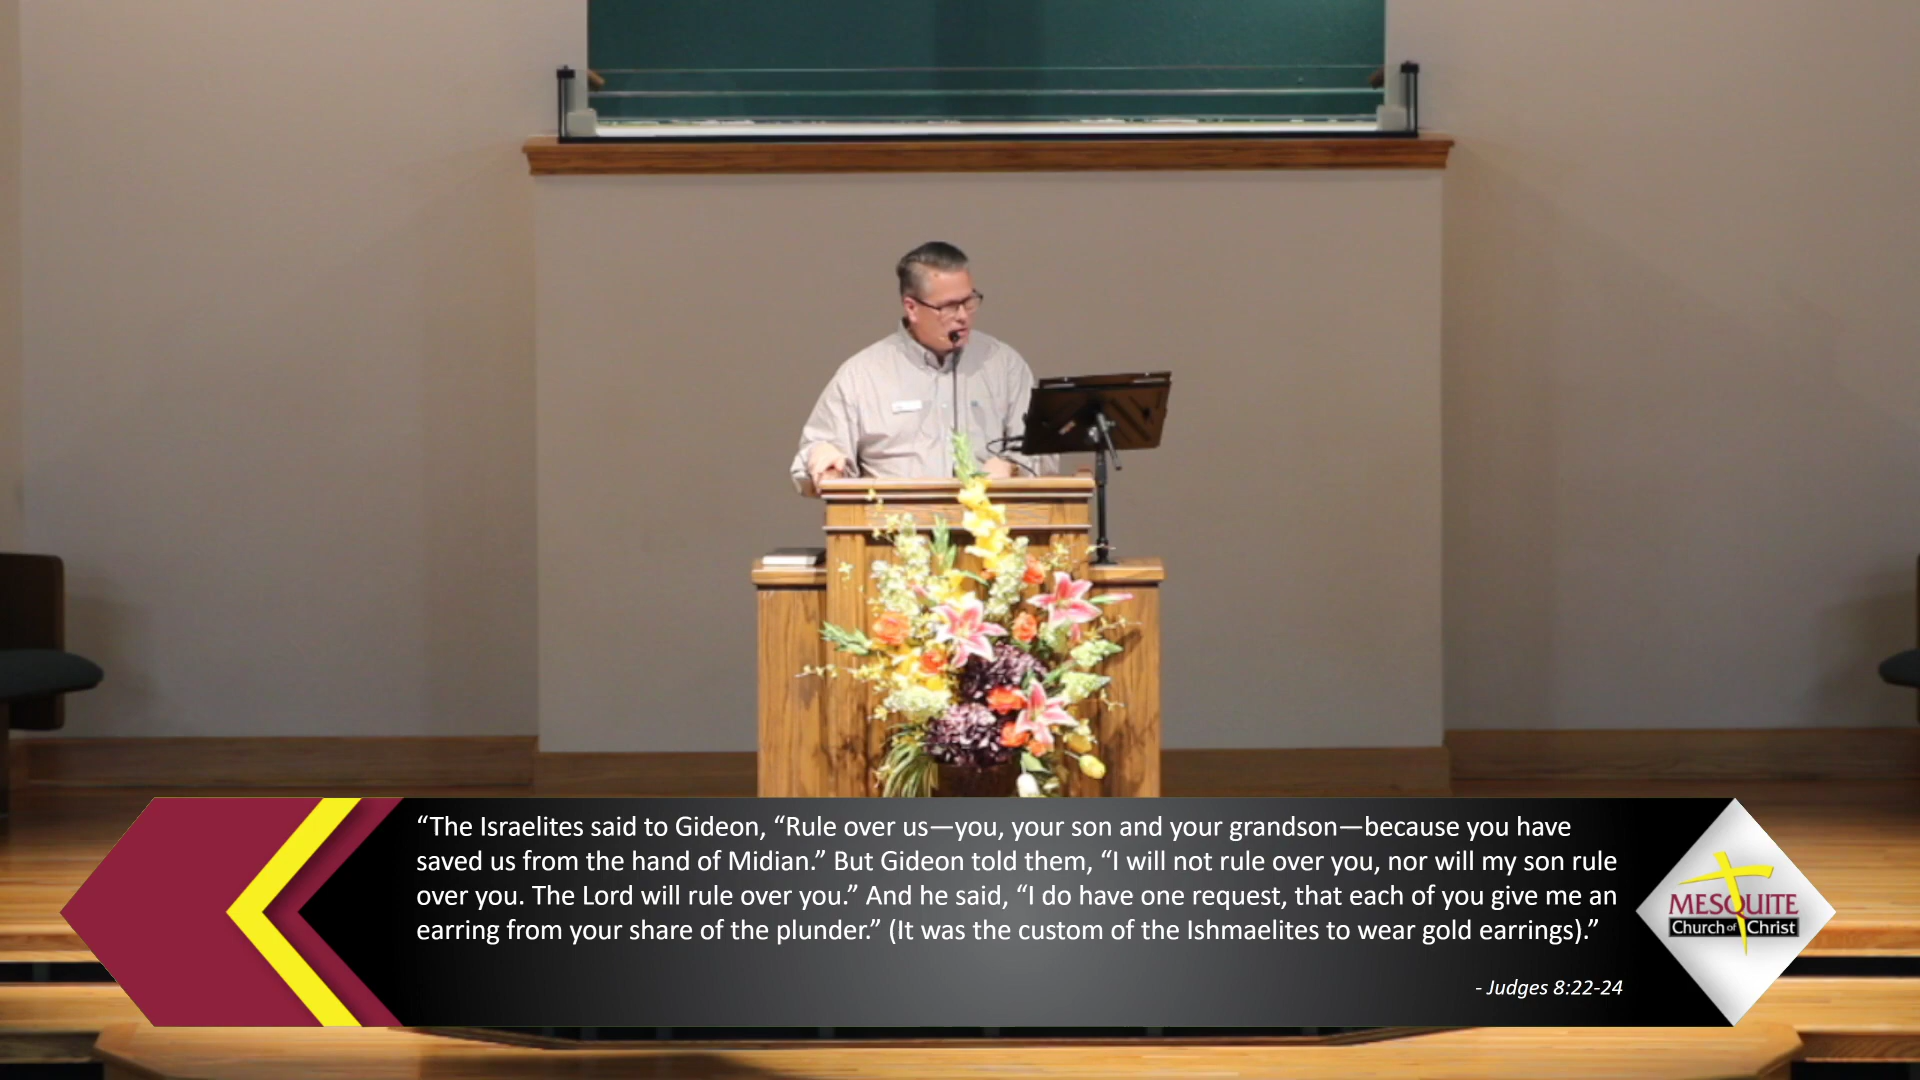 “The Israelites said to Gideon, “Rule over us—you, your son and your grandson—because you have
saved us from the hand of Midian.” But Gideon told them, “I will not rule over you, nor will my son rule
over you. The Lord will rule over you.” And he said, “I do have one request, that each of you give me an
earring from your share of the plunder.” (It was the custom of the Ishmaelites to wear gold earrings).”
- Judges 8:22-24
MESQUITE
Church of Christ